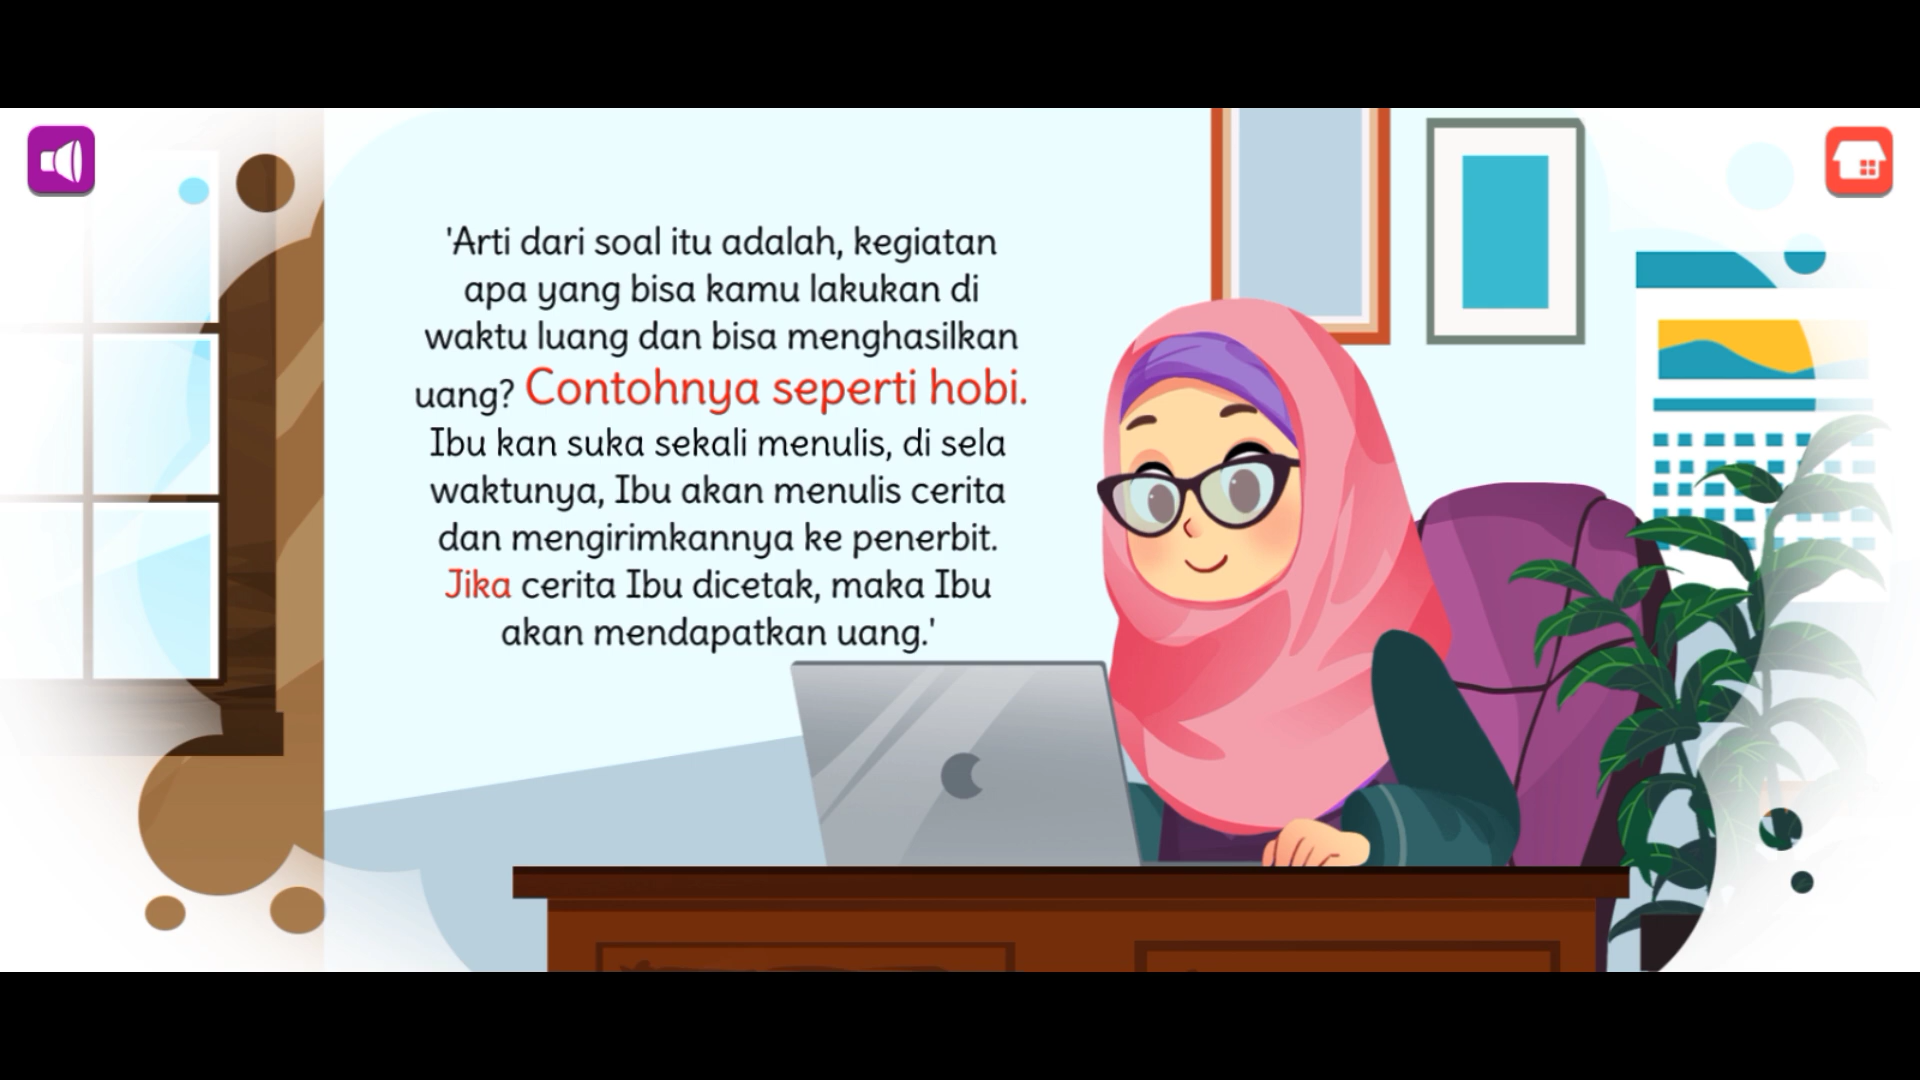 'Arti dari soal itu adalah, kegiatan
apa yang bisa kamu lakukan di
waktu luang dan bisa menghasilkan
uang? Contohnya seperti hobi.
Ibu kan suka sekali menulis, di sela
waktunya, Ibu akan menulis cerita
dan mengirimkannya ke penerbit.
Jika cerita Ibu dicetak, maka Ibu
akan mendapatkan uang.'